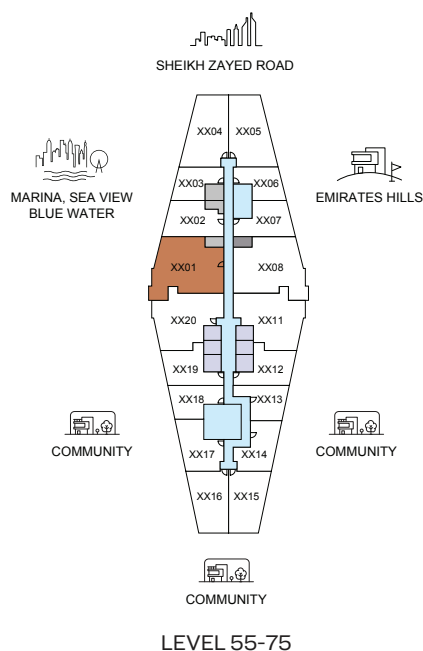 SHEIKH ZAYED ROAD
XX04 XX05
XX03 XX06
MARINA, SEA VIEW
BLUE WATER
EMIRATES HILLS
XX02 XX07
XX01 XX08
XX20 XX11
XX19 XX12
XX18 XX13
COMMUNITY
COMMUNITY
XX17 XX14
XX16 XX15
COMMUNITY
LEVEL 55-75